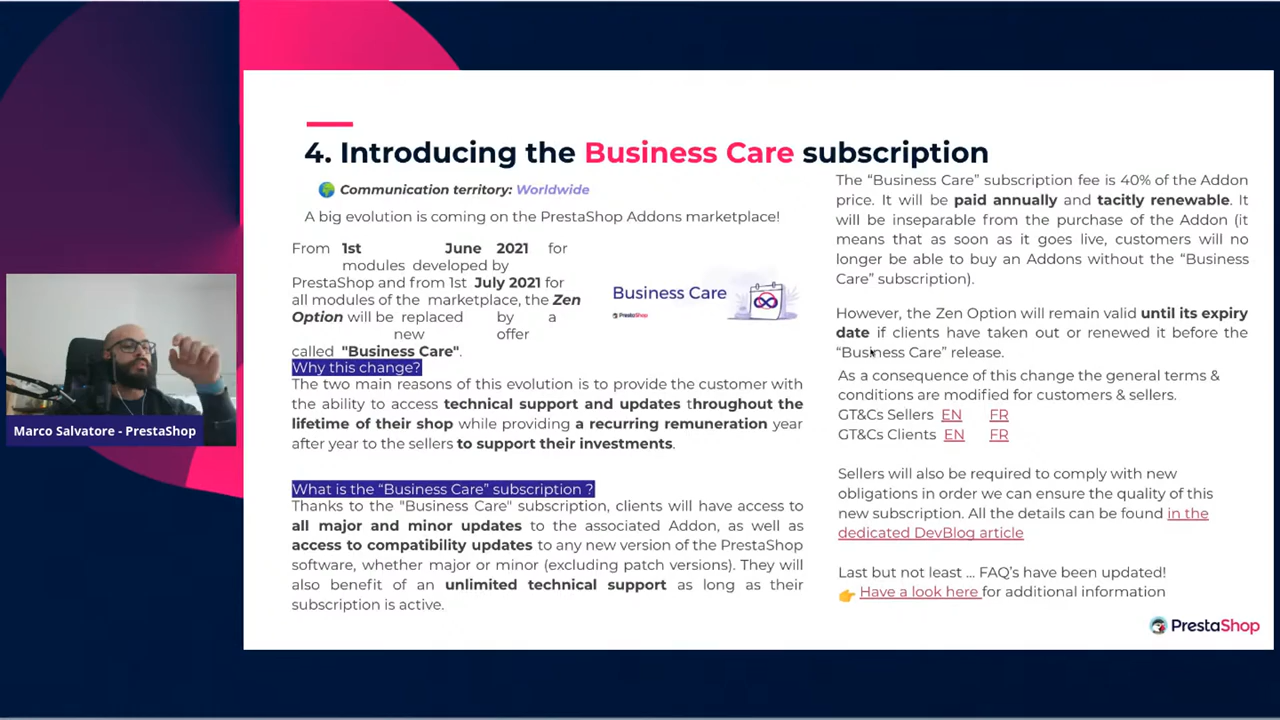 4. Introducing the Business Care subscription
Communication territory: Worldwide
A big evolution is coming on the PrestaShop Addons marketplace!
From 1st June 2021 for
modules developed by
PrestaShop and from 1st July 2021 for
all modules of the marketplace, the Zen
Option will be replaced by a
new offer
called "Business Care".
Why this change?
The two main reasons of this evolution is to provide the customer with
the ability to access technical support and updates throughout the
lifetime of their shop while providing a recurring remuneration year
after year to the sellers to support their investments.
What is the “Business Care” subscription ?
Thanks to the "Business Care" subscription, clients will have access to
all major and minor updates to the associated Addon, as well as
access to compatibility updates to any new version of the PrestaShop
software, whether major or minor (excluding patch versions). They will
also benefit of an unlimited technical support as long as their
subscription is active.
Business Care
PrestaShop
The “Business Care” subscription fee is 40% of the Addon
price. It will be paid annually and tacitly renewable. It
will be inseparable from the purchase of the Addon (it
means that as soon as it goes live, customers will no
longer be able to buy an Addons without the “Business
Care” subscription).
However, the Zen Option will remain valid until its expiry
date if clients have taken out or renewed it before the
“Business Care” release.
As a consequence of this change the general terms &
conditions are modified for customers & sellers.
GT&Cs Sellers EN FR
GT&Cs Clients EN FR
Sellers will also be required to comply with new
obligations in order we can ensure the quality of this
new subscription. All the details can be found in the
dedicated DevBlog article
Last but not least ... FAQ’s have been updated!
Have a look here for additional information
PrestaShop
Marco Salvatore - PrestaShop